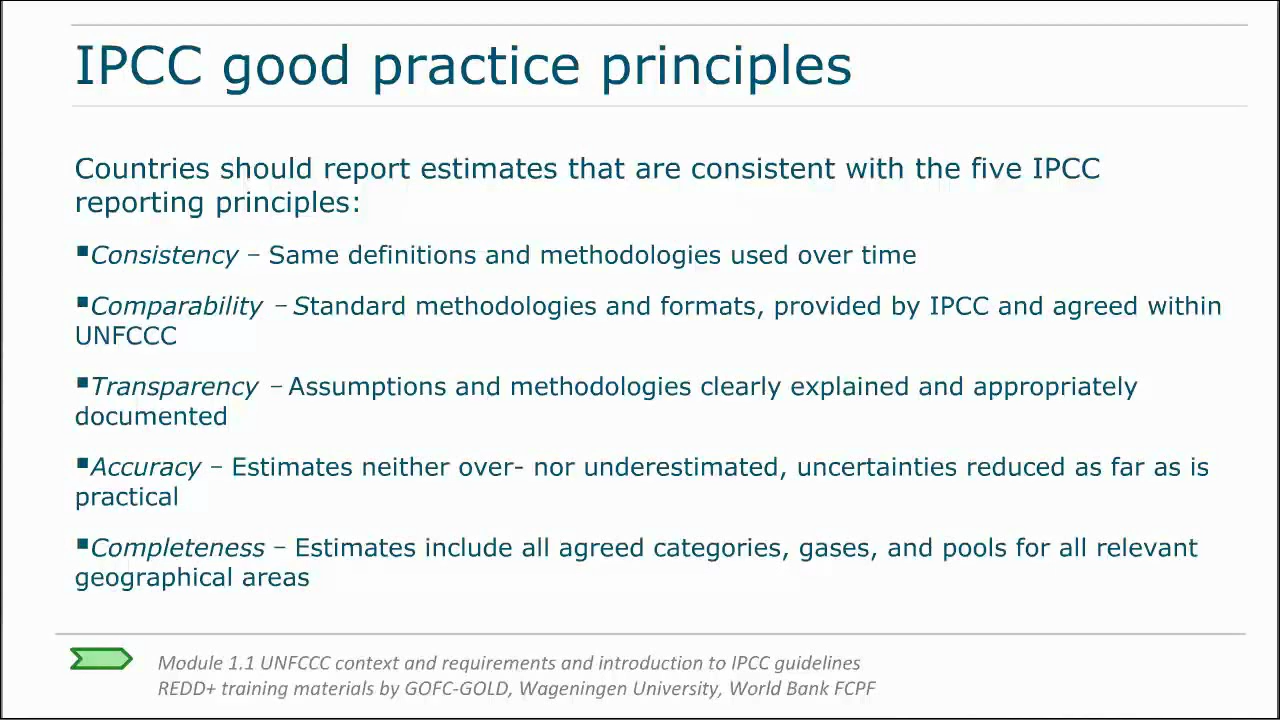 IPCC good practice principles
Countries should report estimates that are consistent with the five IPCC
reporting principles:
▪Consistency – Same definitions and methodologies used over time
▪Comparability – Standard methodologies and formats, provided by IPCC and agreed within
UNFCCC
▪Transparency – Assumptions and methodologies clearly explained and appropriately
documented
▪Accuracy – Estimates neither over- nor underestimated, uncertainties reduced as far as is
practical
▪Completeness – Estimates include all agreed categories, gases, and pools for all relevant
geographical areas
Module 1.1 UNFCCC context and requirements and introduction to IPCC guidelines
REDD+ training materials by GOFC-GOLD, Wageningen University, World Bank FCPF